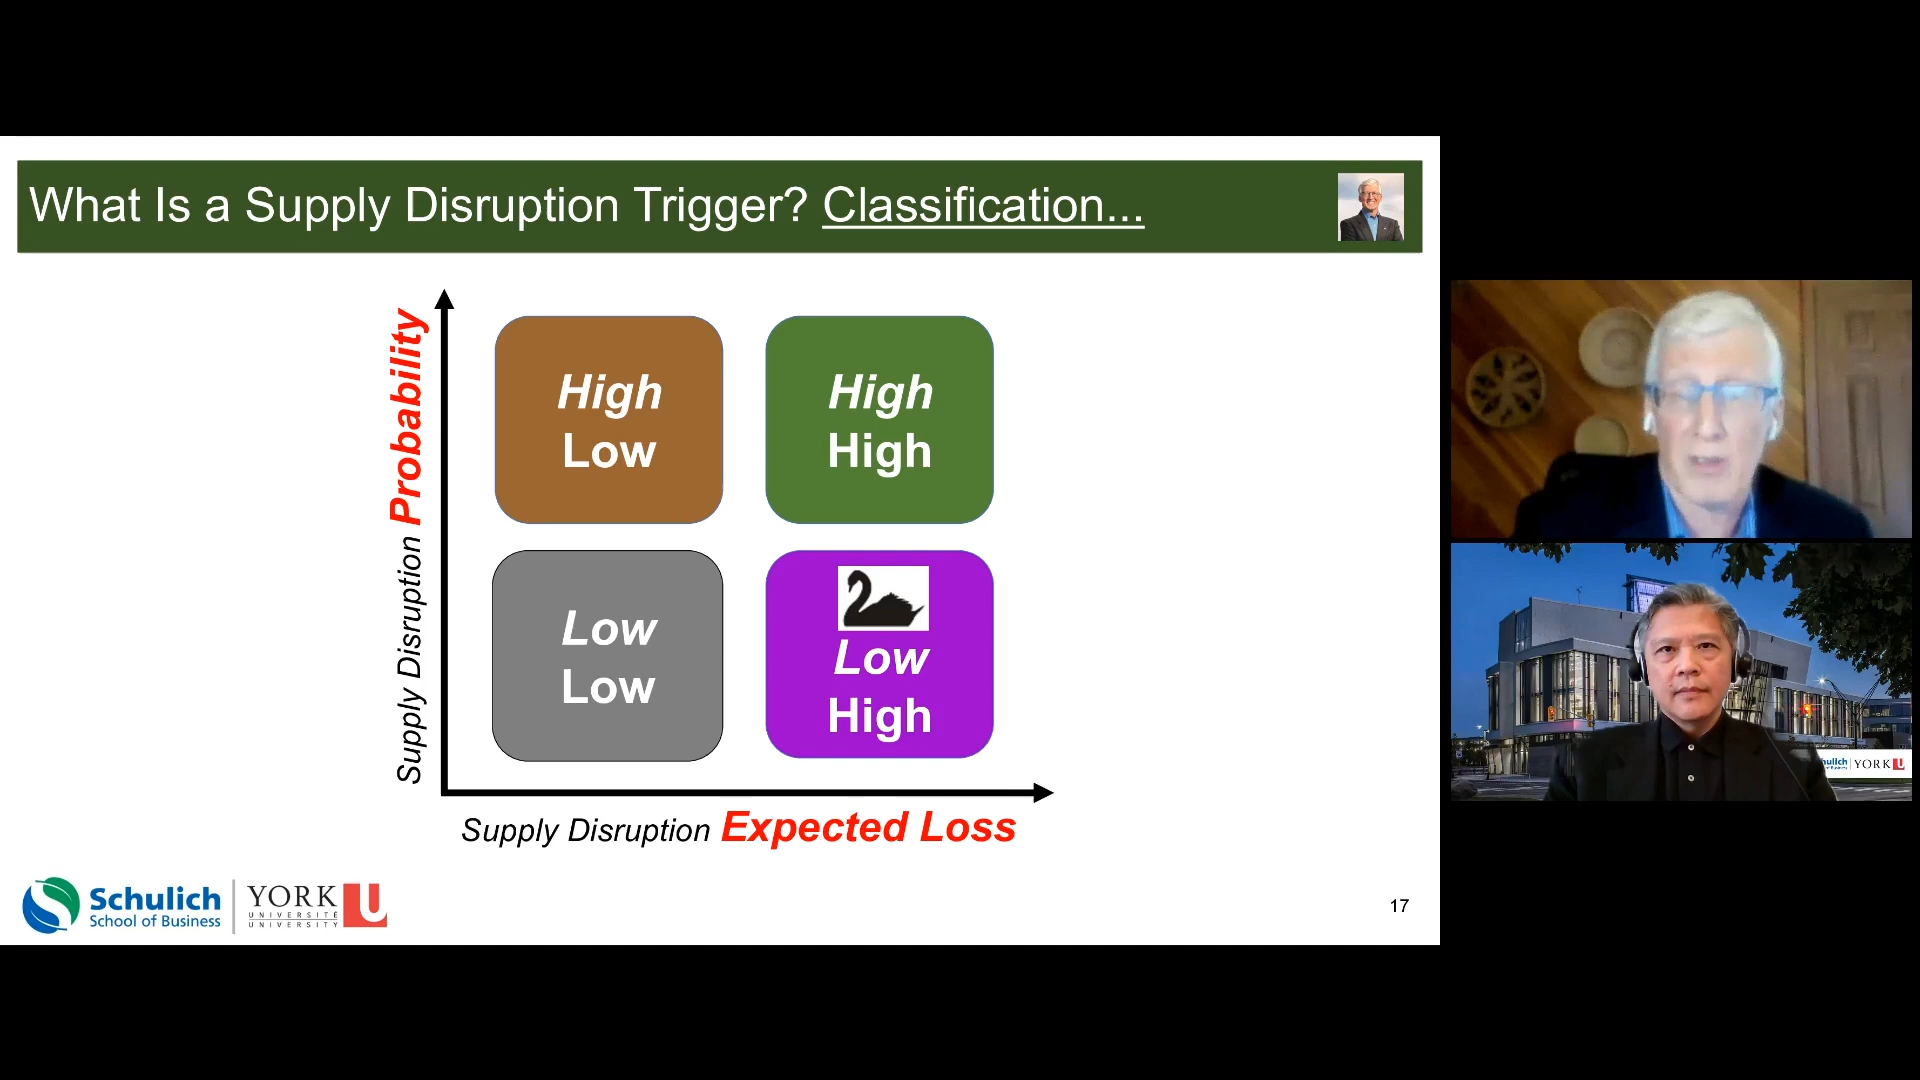 What Is a Supply Disruption Trigger? Classification...
Supply Disruption Probability
High
Low
High
High
Low
Low
Low
High
Supply Disruption Expected Loss
Schulich
School of Business
YORK U
UNIVERSITÉ
UNIVERSITY
17
YORK U